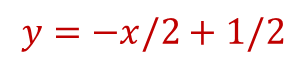 y = −x/2 + 1/2